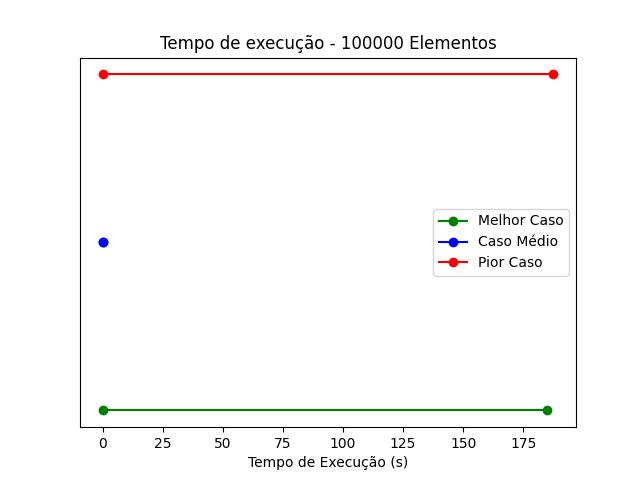 Tempo de execução - 100000 Elementos
Melhor Caso
Caso Médio
Pior Caso
0 25 50 75 100 125 150 175
Tempo de Execução (s)